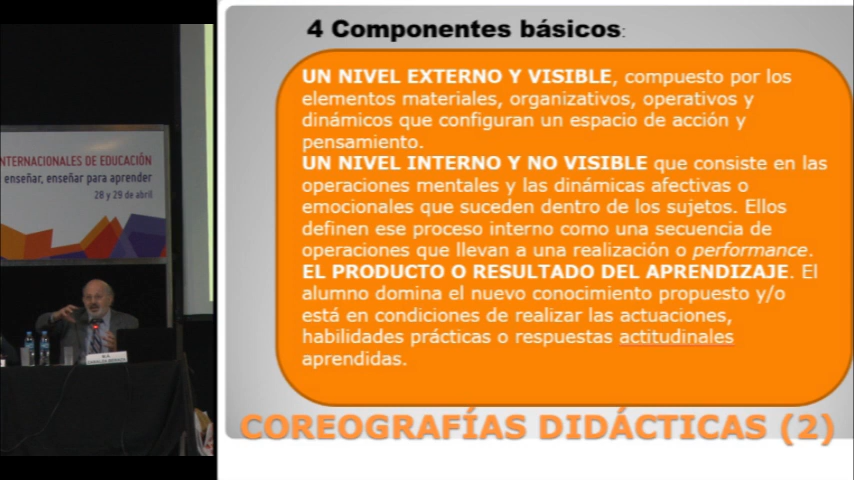 4 Componentes básicos:
UN NIVEL EXTERNO Y VISIBLE, compuesto por los
elementos materiales, organizativos, operativos y
dinámicos que configuran un espacio de acción y
pensamiento.
UN NIVEL INTERNO Y NO VISIBLE que consiste en las
operaciones mentales y las dinámicas afectivas o
emocionales que suceden dentro de los sujetos. Ellos
definen ese proceso interno como una secuencia de
operaciones que llevan a una realización o performance.
EL PRODUCTO O RESULTADO DEL APRENDIZAJE. El
alumno domina el nuevo conocimiento propuesto y/o
está en condiciones de realizar las actuaciones,
habilidades prácticas o respuestas actitudinales
aprendidas.
COREOGRAFÍAS DIDÁCTICAS (2)
NTERNACIONALES DE EDUCACIÓN
enseñar, enseñar para aprender
28 y 29 de abril